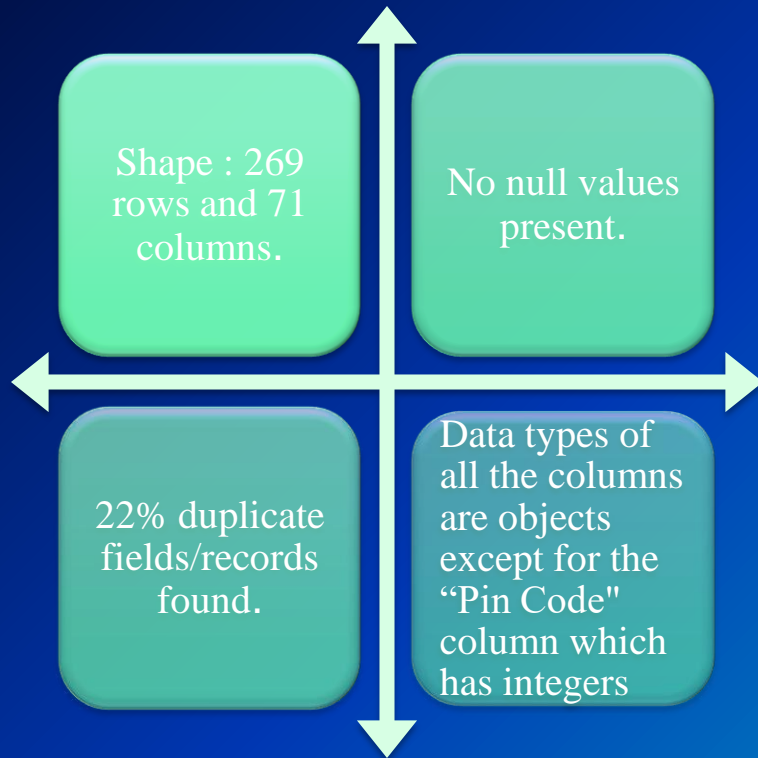 Shape : 269
rows and 71
columns.
No null values
present.
22% duplicate
fields/records
found.
Data types of
all the columns
are objects
except for the
“Pin Code"
column which
has integers